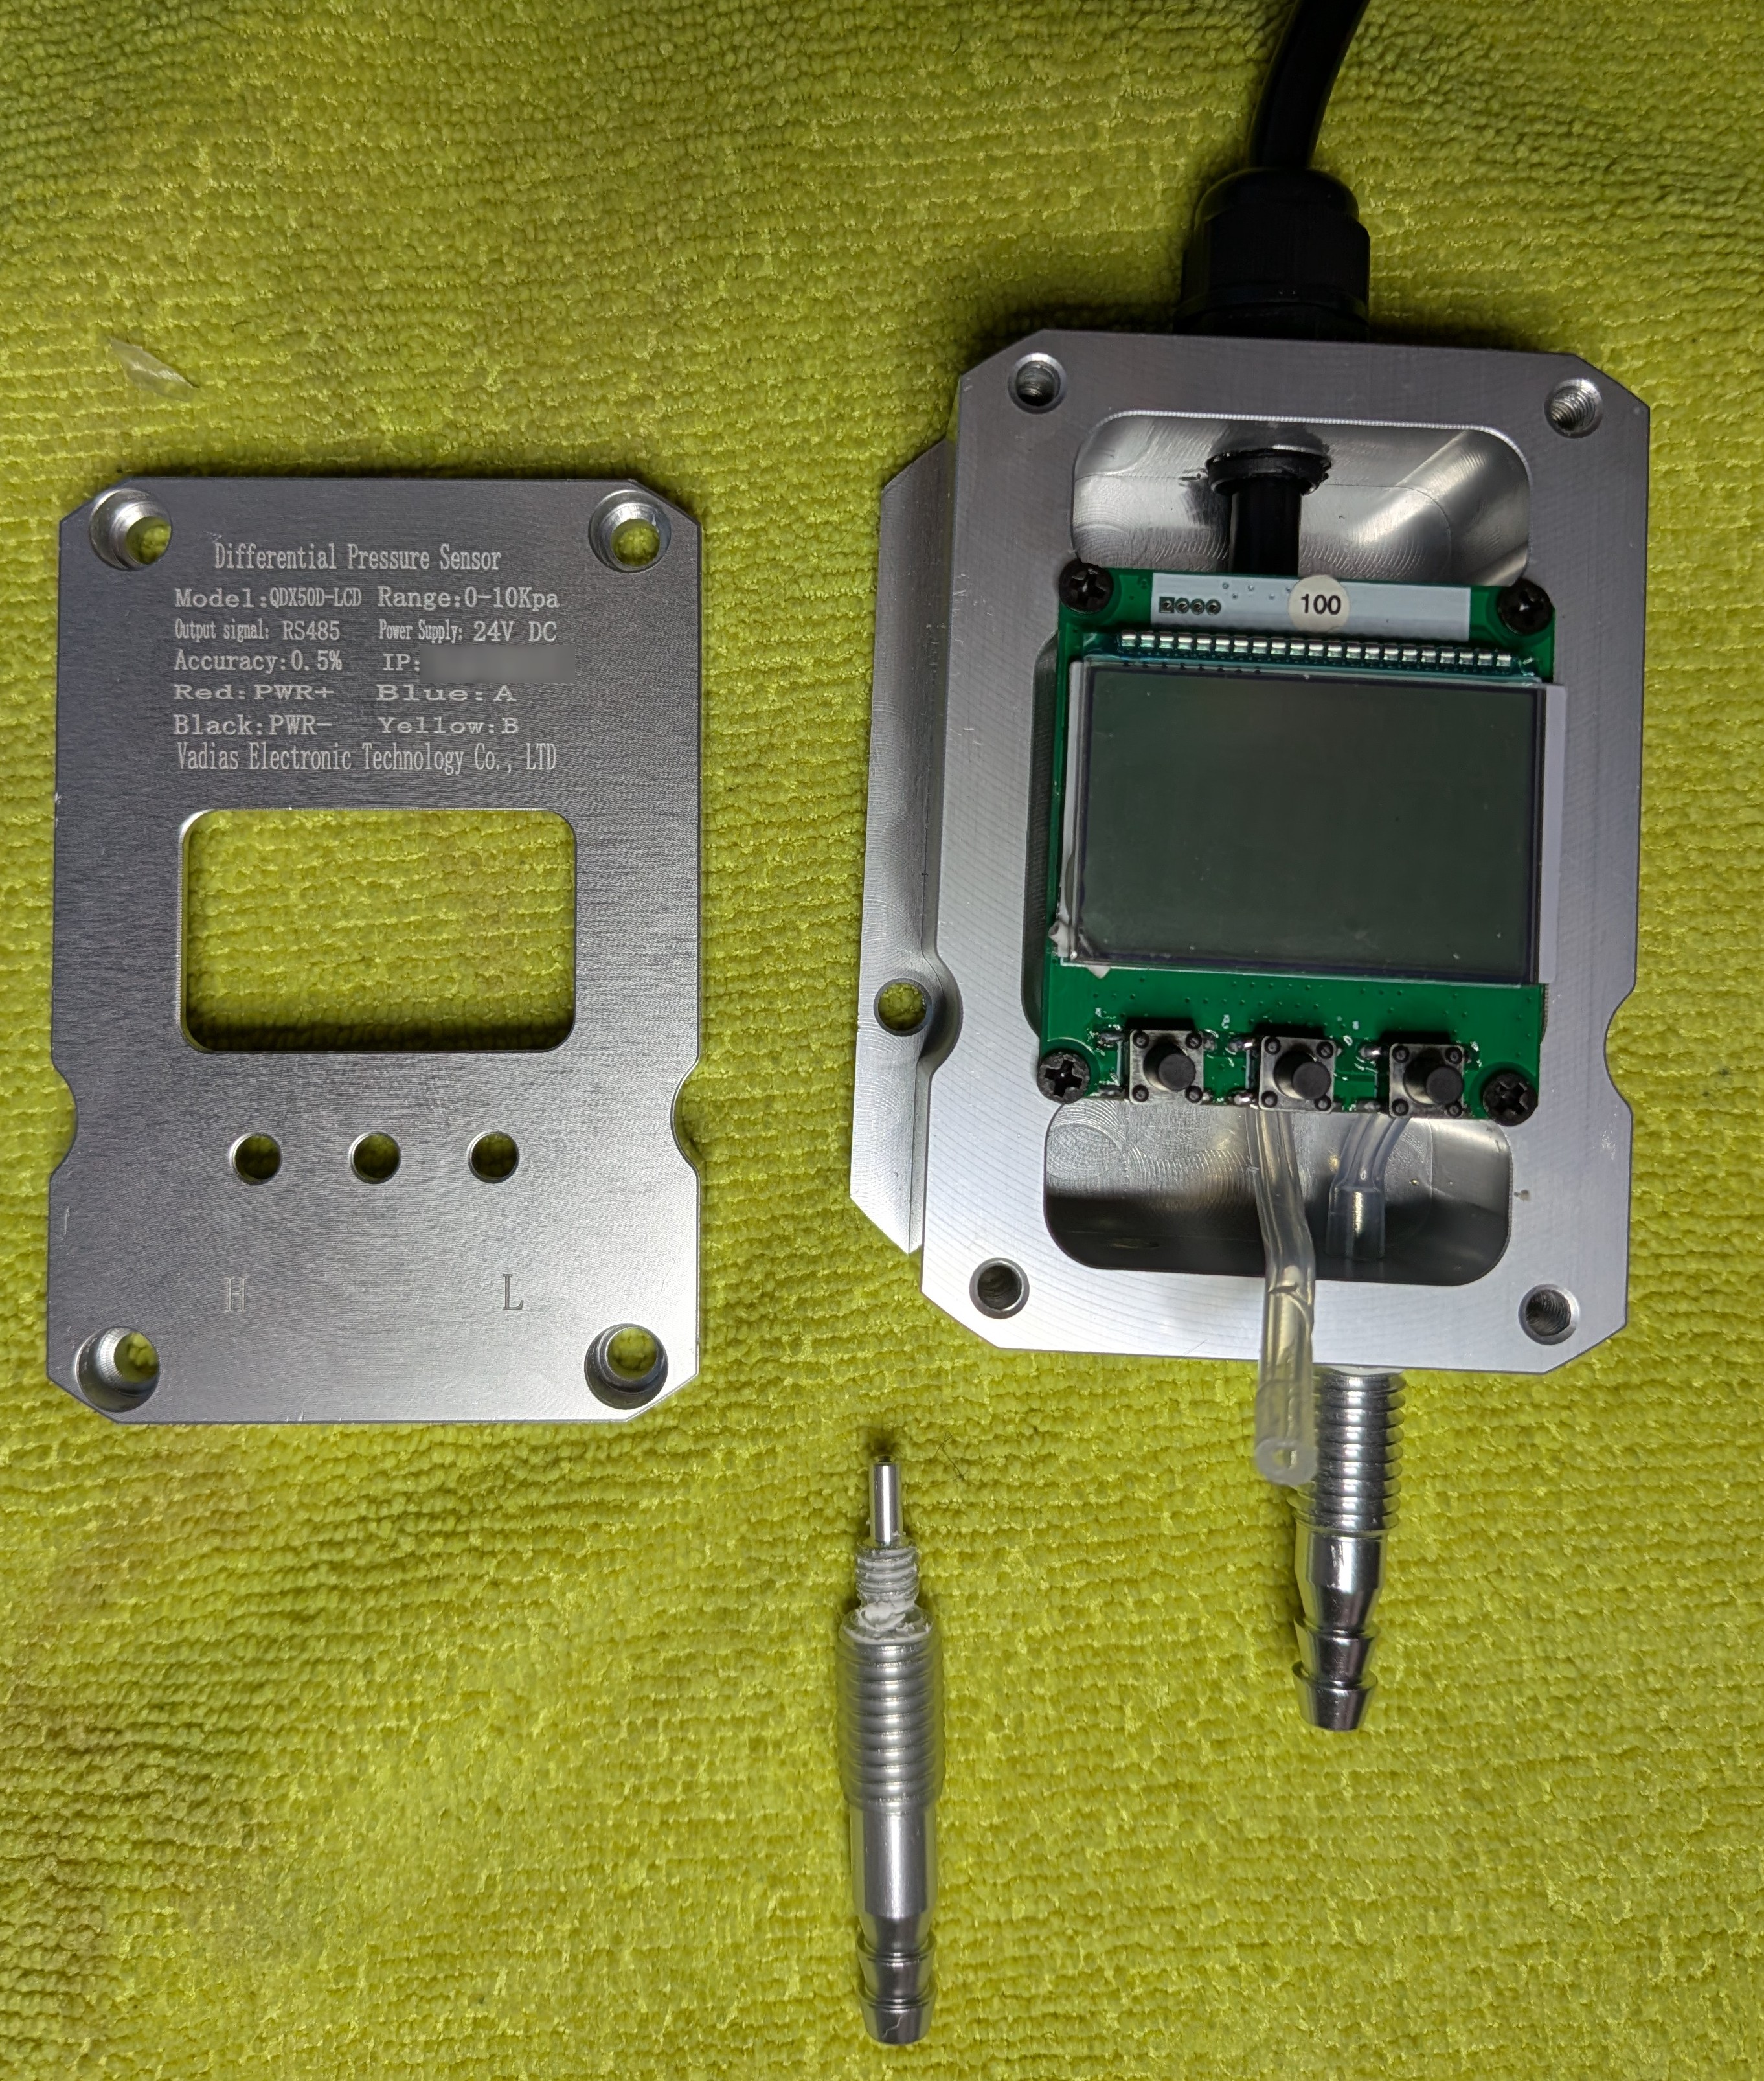 Differential Pressure Sensor
Model:QDX50D-LCD Range:0-10Kpa
Output signal: RS485 Power Supply: 24V DC
Accuracy:0.5% IP:
Red:PWR+ Blue:A
Black:PWR- Yellow:B
Vadias Electronic Technology Co., LTD
H L
100